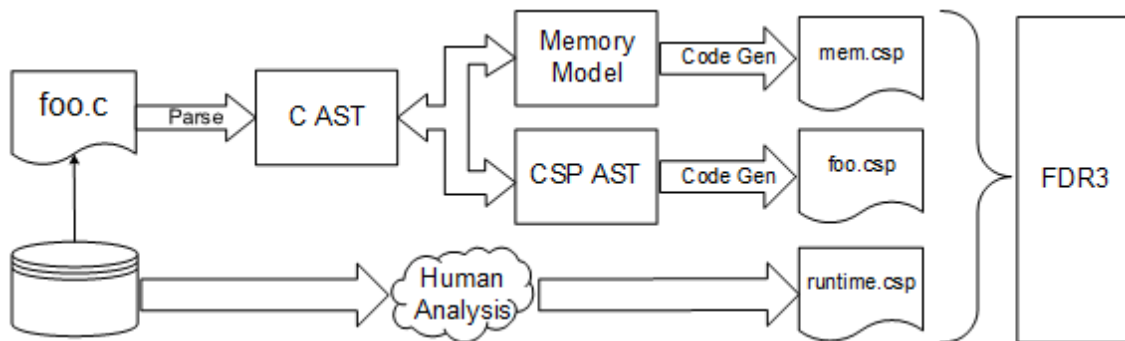 foo.c
Parse
C AST
Memory
Model
Code Gen
mem.csp
CSP AST
Code Gen
foo.csp
Human
Analysis
runtime.csp
FDR3